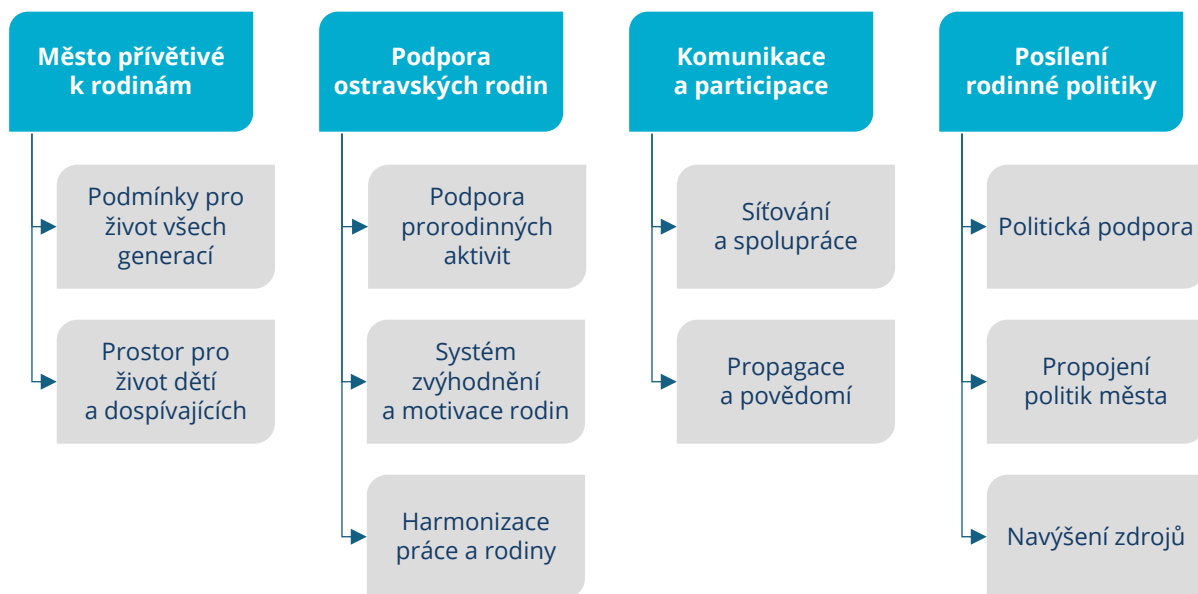 Město přívětivé
k rodinám
Podmínky pro
život všech
generací
Prostor pro
život dětí
a dospívajících
Podpora
ostravských rodin
Podpora
prorodinných
aktivit
Systém
zvýhodnění
a motivace rodin
Harmonizace
práce a rodiny
Komunikace
a participace
Síťování
a spolupráce
Propagace
a povědomí
Posílení
rodinné politiky
Politická podpora
Propojení
politik města
Navýšení zdrojů